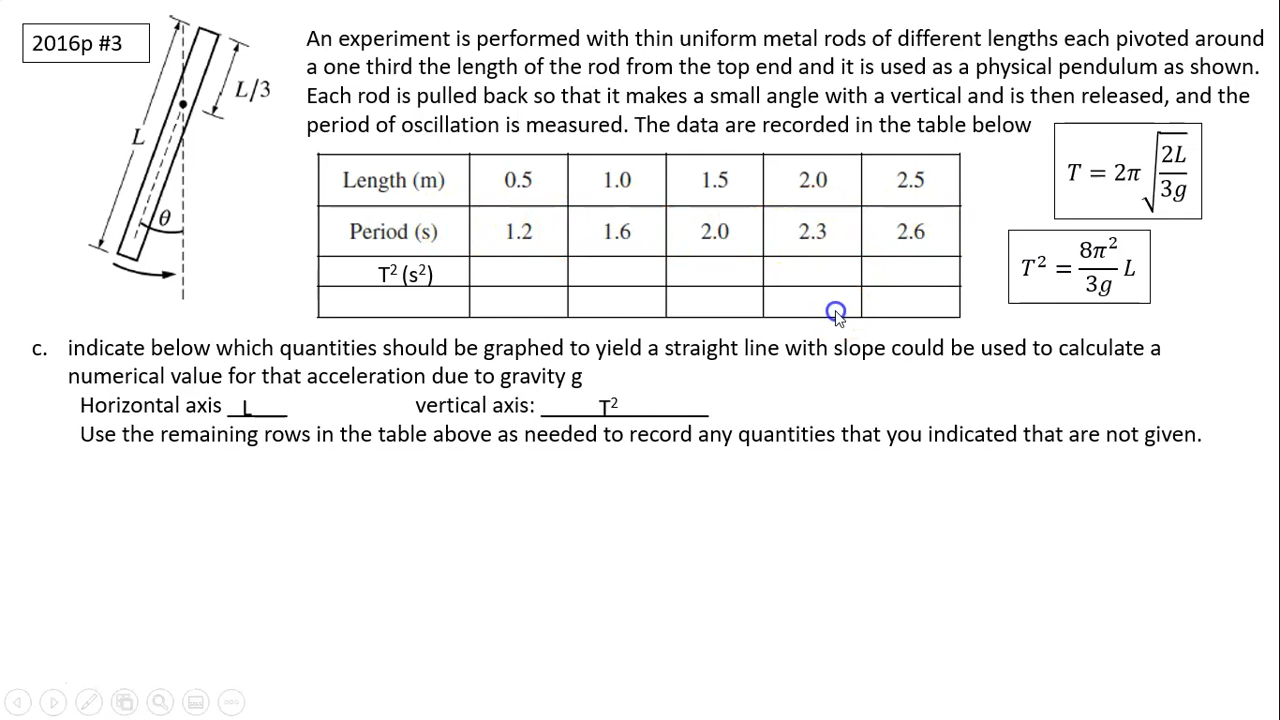 2016p #3
L/3
L
θ
An experiment is performed with thin uniform metal rods of different lengths each pivoted around
a one third the length of the rod from the top end and it is used as a physical pendulum as shown.
Each rod is pulled back so that it makes a small angle with a vertical and is then released, and the
period of oscillation is measured. The data are recorded in the table below
Length (m) 0.5 1.0 1.5 2.0 2.5
Period (s) 1.2 1.6 2.0 2.3 2.6
T² (s²)
T = 2π √(2L/3g)
T² = 8π²/3g L
c. indicate below which quantities should be graphed to yield a straight line with slope could be used to calculate a
numerical value for that acceleration due to gravity g
Horizontal axis L vertical axis: T²
Use the remaining rows in the table above as needed to record any quantities that you indicated that are not given.